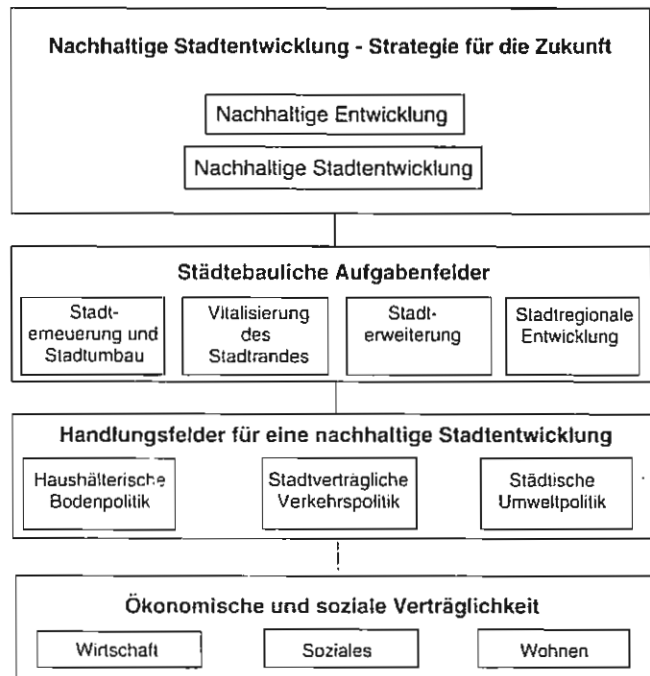 Nachhaltige Stadtentwicklung - Strategie für die Zukunft
Nachhaltige Entwicklung
Nachhaltige Stadtentwicklung
Städtebauliche Aufgabenfelder
Stadt-
erneuerung und
Stadtumbau
Vitalisierung
des
Stadtrandes
Stadt-
erweiterung
Stadtregionale
Entwicklung
Handlungsfelder für eine nachhaltige Stadtentwicklung
Haushälterische
Bodenpolitik
Stadtverträgliche
Verkehrspolitik
Städtische
Umweltpolitik
Ökonomische und soziale Verträglichkeit
Wirtschaft
Soziales
Wohnen